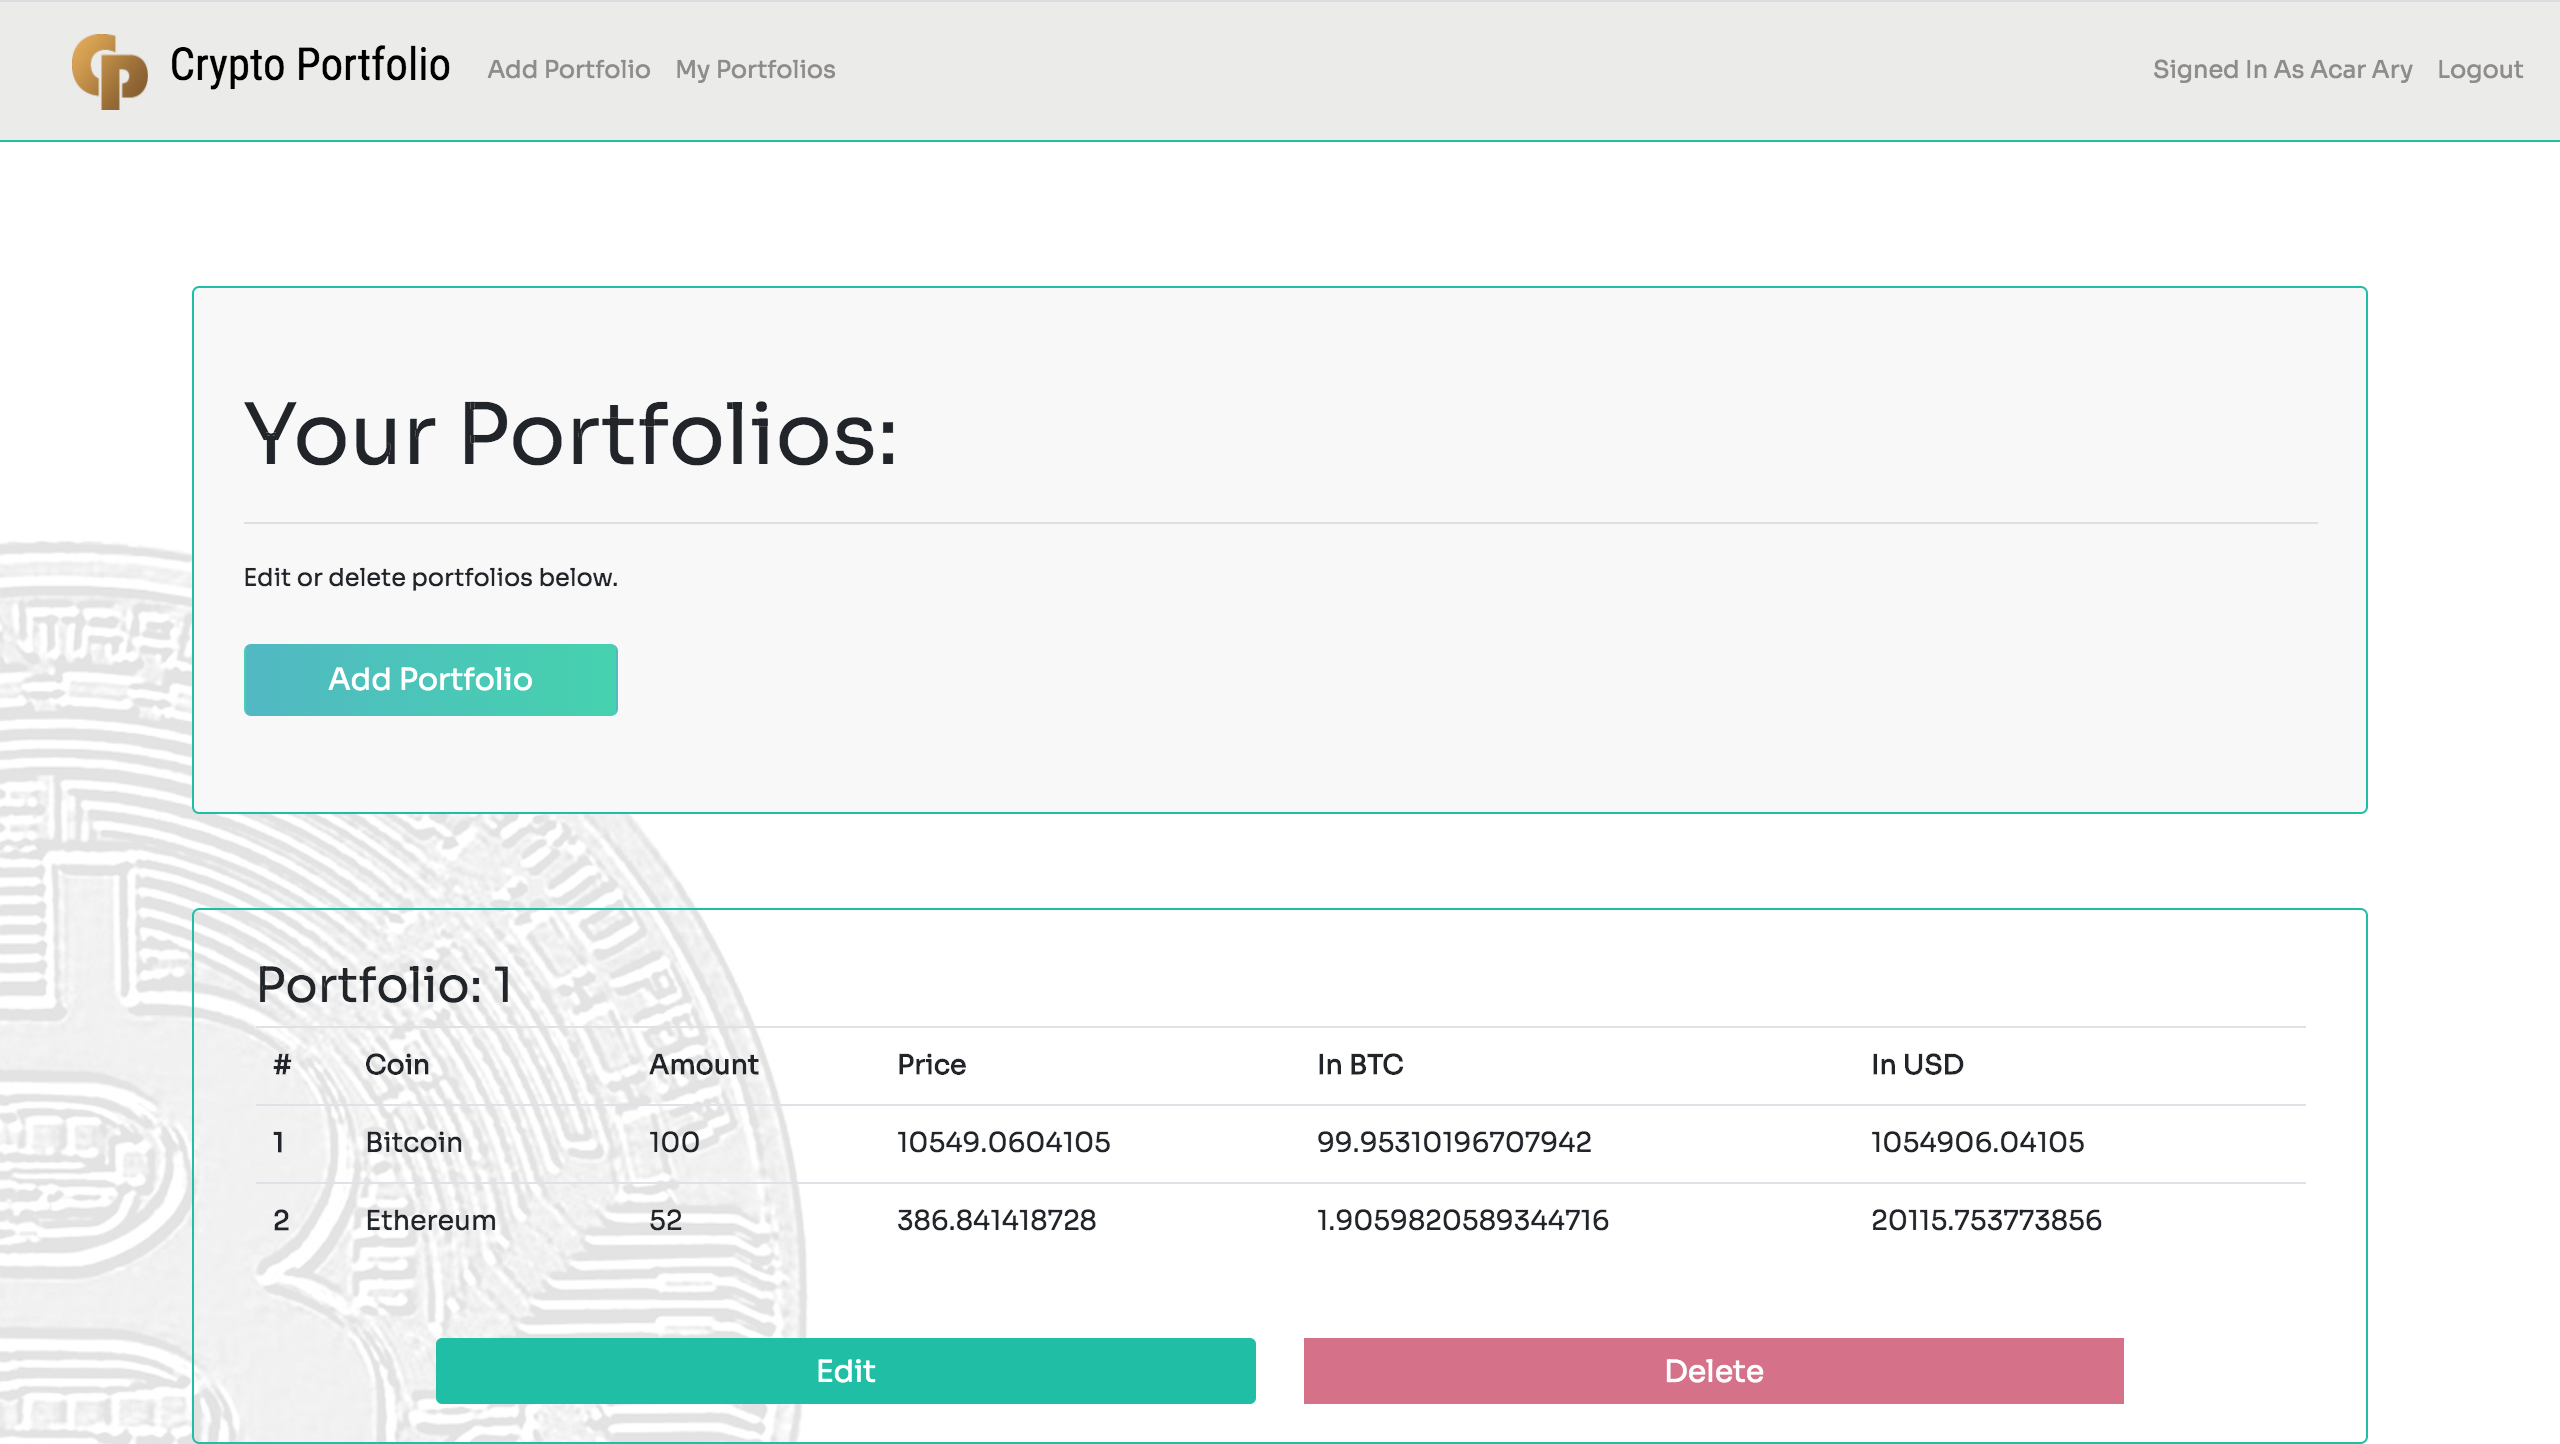 Crypto Portfolio Add Portfolio My Portfolios Signed In As Acar Ary Logout
Your Portfolios:
Edit or delete portfolios below.
Add Portfolio
Portfolio: 1
# Coin Amount Price In BTC In USD
1 Bitcoin 100 10549.0604105 99.95310196707942 1054906.04105
2 Ethereum 52 386.841418728 1.9059820589344716 20115.753773856
Edit Delete